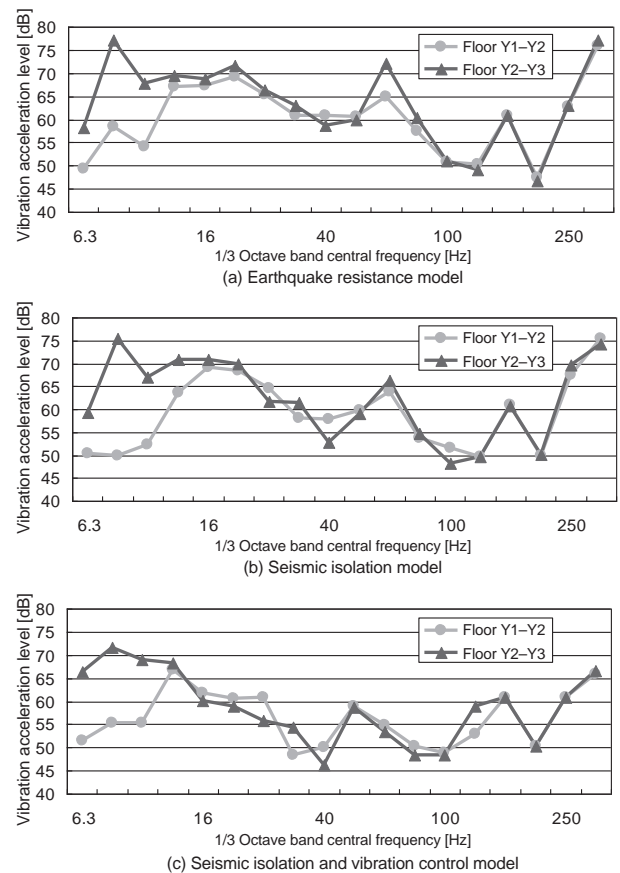 Vibration acceleration level [dB]
80
75
70
65
60
55
50
45
40
Floor Y1–Y2
Floor Y2–Y3
6.3 16 40 100 250
1/3 Octave band central frequency [Hz]
(a) Earthquake resistance model
Vibration acceleration level [dB]
80
75
70
65
60
55
50
45
40
Floor Y1–Y2
Floor Y2–Y3
6.3 16 40 100 250
1/3 Octave band central frequency [Hz]
(b) Seismic isolation model
Vibration acceleration level [dB]
80
75
70
65
60
55
50
45
40
Floor Y1–Y2
Floor Y2–Y3
6.3 16 40 100 250
1/3 Octave band central frequency [Hz]
(c) Seismic isolation and vibration control model